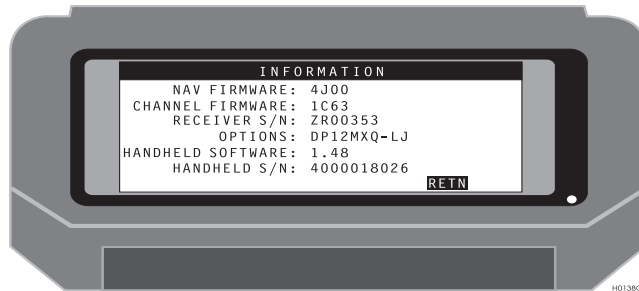 INFORMATION
NAV FIRMWARE: 4J00
CHANNEL FIRMWARE: 1C63
RECEIVER S/N: ZR00353
OPTIONS: DP12MXQ-LJ
HANDHELD SOFTWARE: 1.48
HANDHELD S/N: 4000018026
RETN